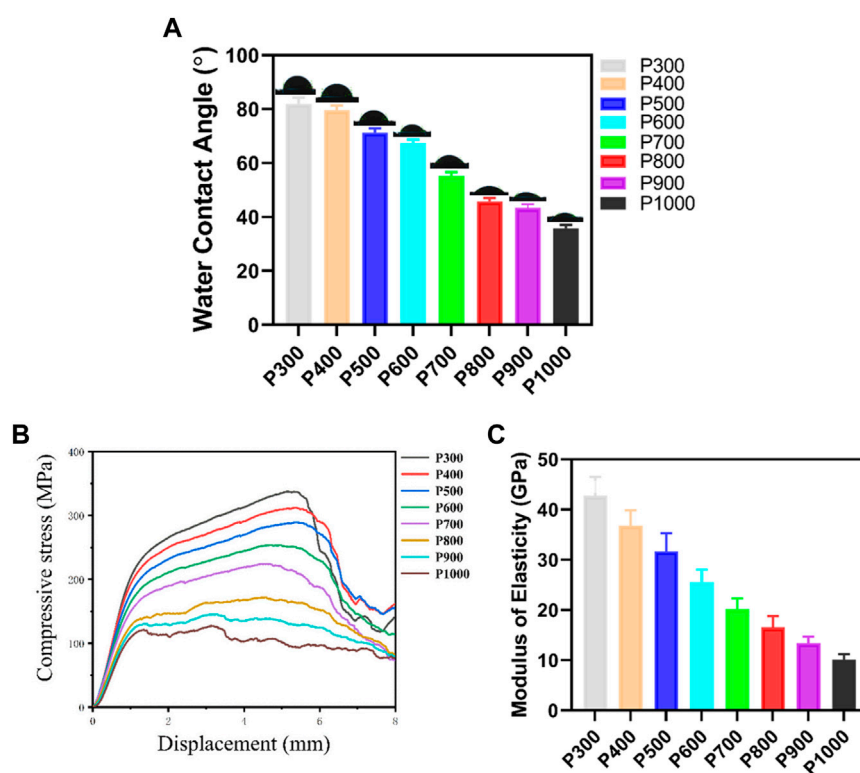 A
Water Contact Angle (°)
100
80
60
40
20
0
P300
P400
P500
P600
P700
P800
P900
P1000
P300
P400
P500
P600
P700
P800
P900
P1000
B
Compressive stress (MPa)
400
300
200
100
0
0
2
4
6
8
Displacement (mm)
P300
P400
P500
P600
P700
P800
P900
P1000
C
Modulus of Elasticity (GPa)
50
40
30
20
10
0
P300
P400
P500
P600
P700
P800
P900
P1000